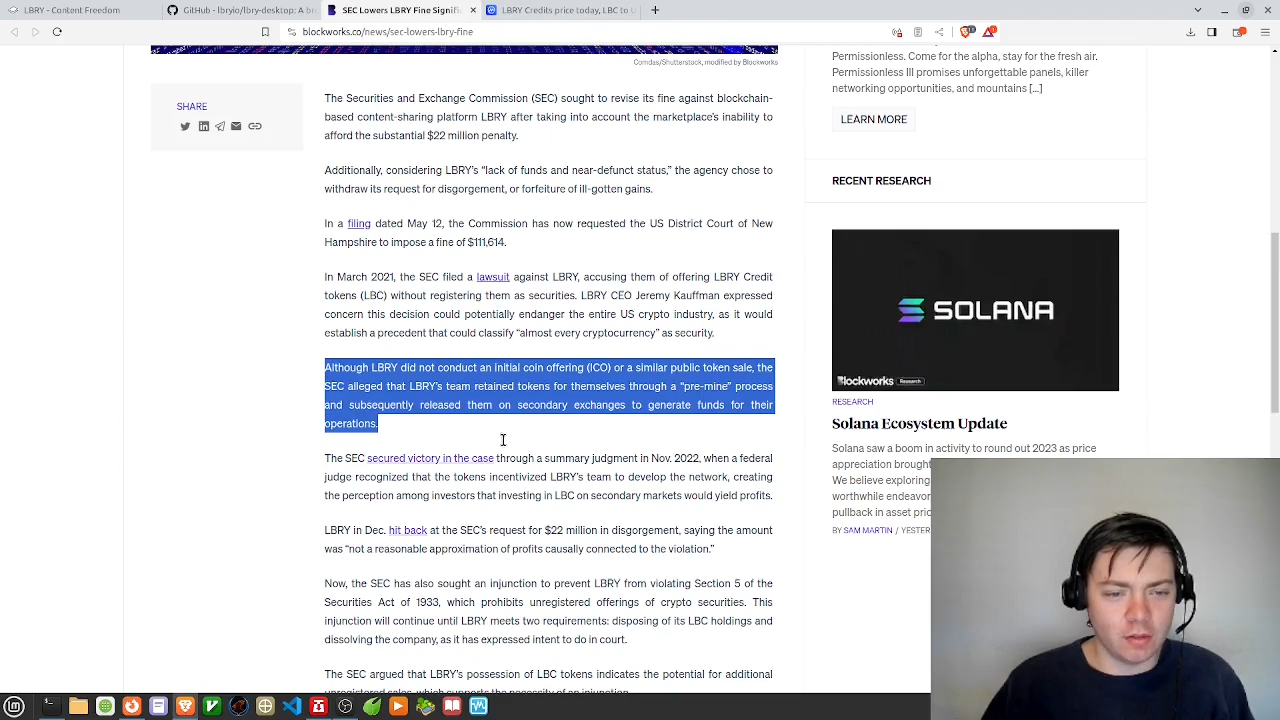 LBRY - Content Freedom
GitHub - lbryio/lbry-desktop: A b
SEC Lowers LBRY Fine Signific
LBRY Credits price today, LBC to U
blockworks.co/news/sec-lowers-lbry-fine
Comdas/Shutterstock, modified by Blockworks
SHARE
The Securities and Exchange Commission (SEC) sought to revise its fine against blockchain-
based content-sharing platform LBRY after taking into account the marketplace's inability to
afford the substantial $22 million penalty.
Additionally, considering LBRY's “lack of funds and near-defunct status,” the agency chose to
withdraw its request for disgorgement, or forfeiture of ill-gotten gains.
In a filing dated May 12, the Commission has now requested the US District Court of New
Hampshire to impose a fine of $111,614.
In March 2021, the SEC filed a lawsuit against LBRY, accusing them of offering LBRY Credit
tokens (LBC) without registering them as securities. LBRY CEO Jeremy Kauffman expressed
concern this decision could potentially endanger the entire US crypto industry, as it would
establish a precedent that could classify “almost every cryptocurrency” as security.
Although LBRY did not conduct an initial coin offering (ICO) or a similar public token sale, the
SEC alleged that LBRY's team retained tokens for themselves through a “pre-mine” process
and subsequently released them on secondary exchanges to generate funds for their
operations.
The SEC secured victory in the case through a summary judgment in Nov. 2022, when a federal
judge recognized that the tokens incentivized LBRY's team to develop the network, creating
the perception among investors that investing in LBC on secondary markets would yield profits.
LBRY in Dec. hit back at the SEC's request for $22 million in disgorgement, saying the amount
was “not a reasonable approximation of profits causally connected to the violation.”
Now, the SEC has also sought an injunction to prevent LBRY from violating Section 5 of the
Securities Act of 1933, which prohibits unregistered offerings of crypto securities. This
injunction will continue until LBRY meets two requirements: disposing of its LBC holdings and
dissolving the company, as it has expressed intent to do in court.
The SEC argued that LBRY's possession of LBC tokens indicates the potential for additional
unregistered sales, which supports the necessity of an injunction.
Permissionless. Come for the alpha, stay for the fresh air.
Permissionless III promises unforgettable panels, killer
networking opportunities, and mountains […]
LEARN MORE
RECENT RESEARCH
SOLANA
Blockworks Research
RESEARCH
Solana Ecosystem Update
Solana saw a boom in activity to round out 2023 as price
appreciation brought
We believe exploring
worthwhile endeavor
pullback in asset pric
BY SAM MARTIN / YESTER